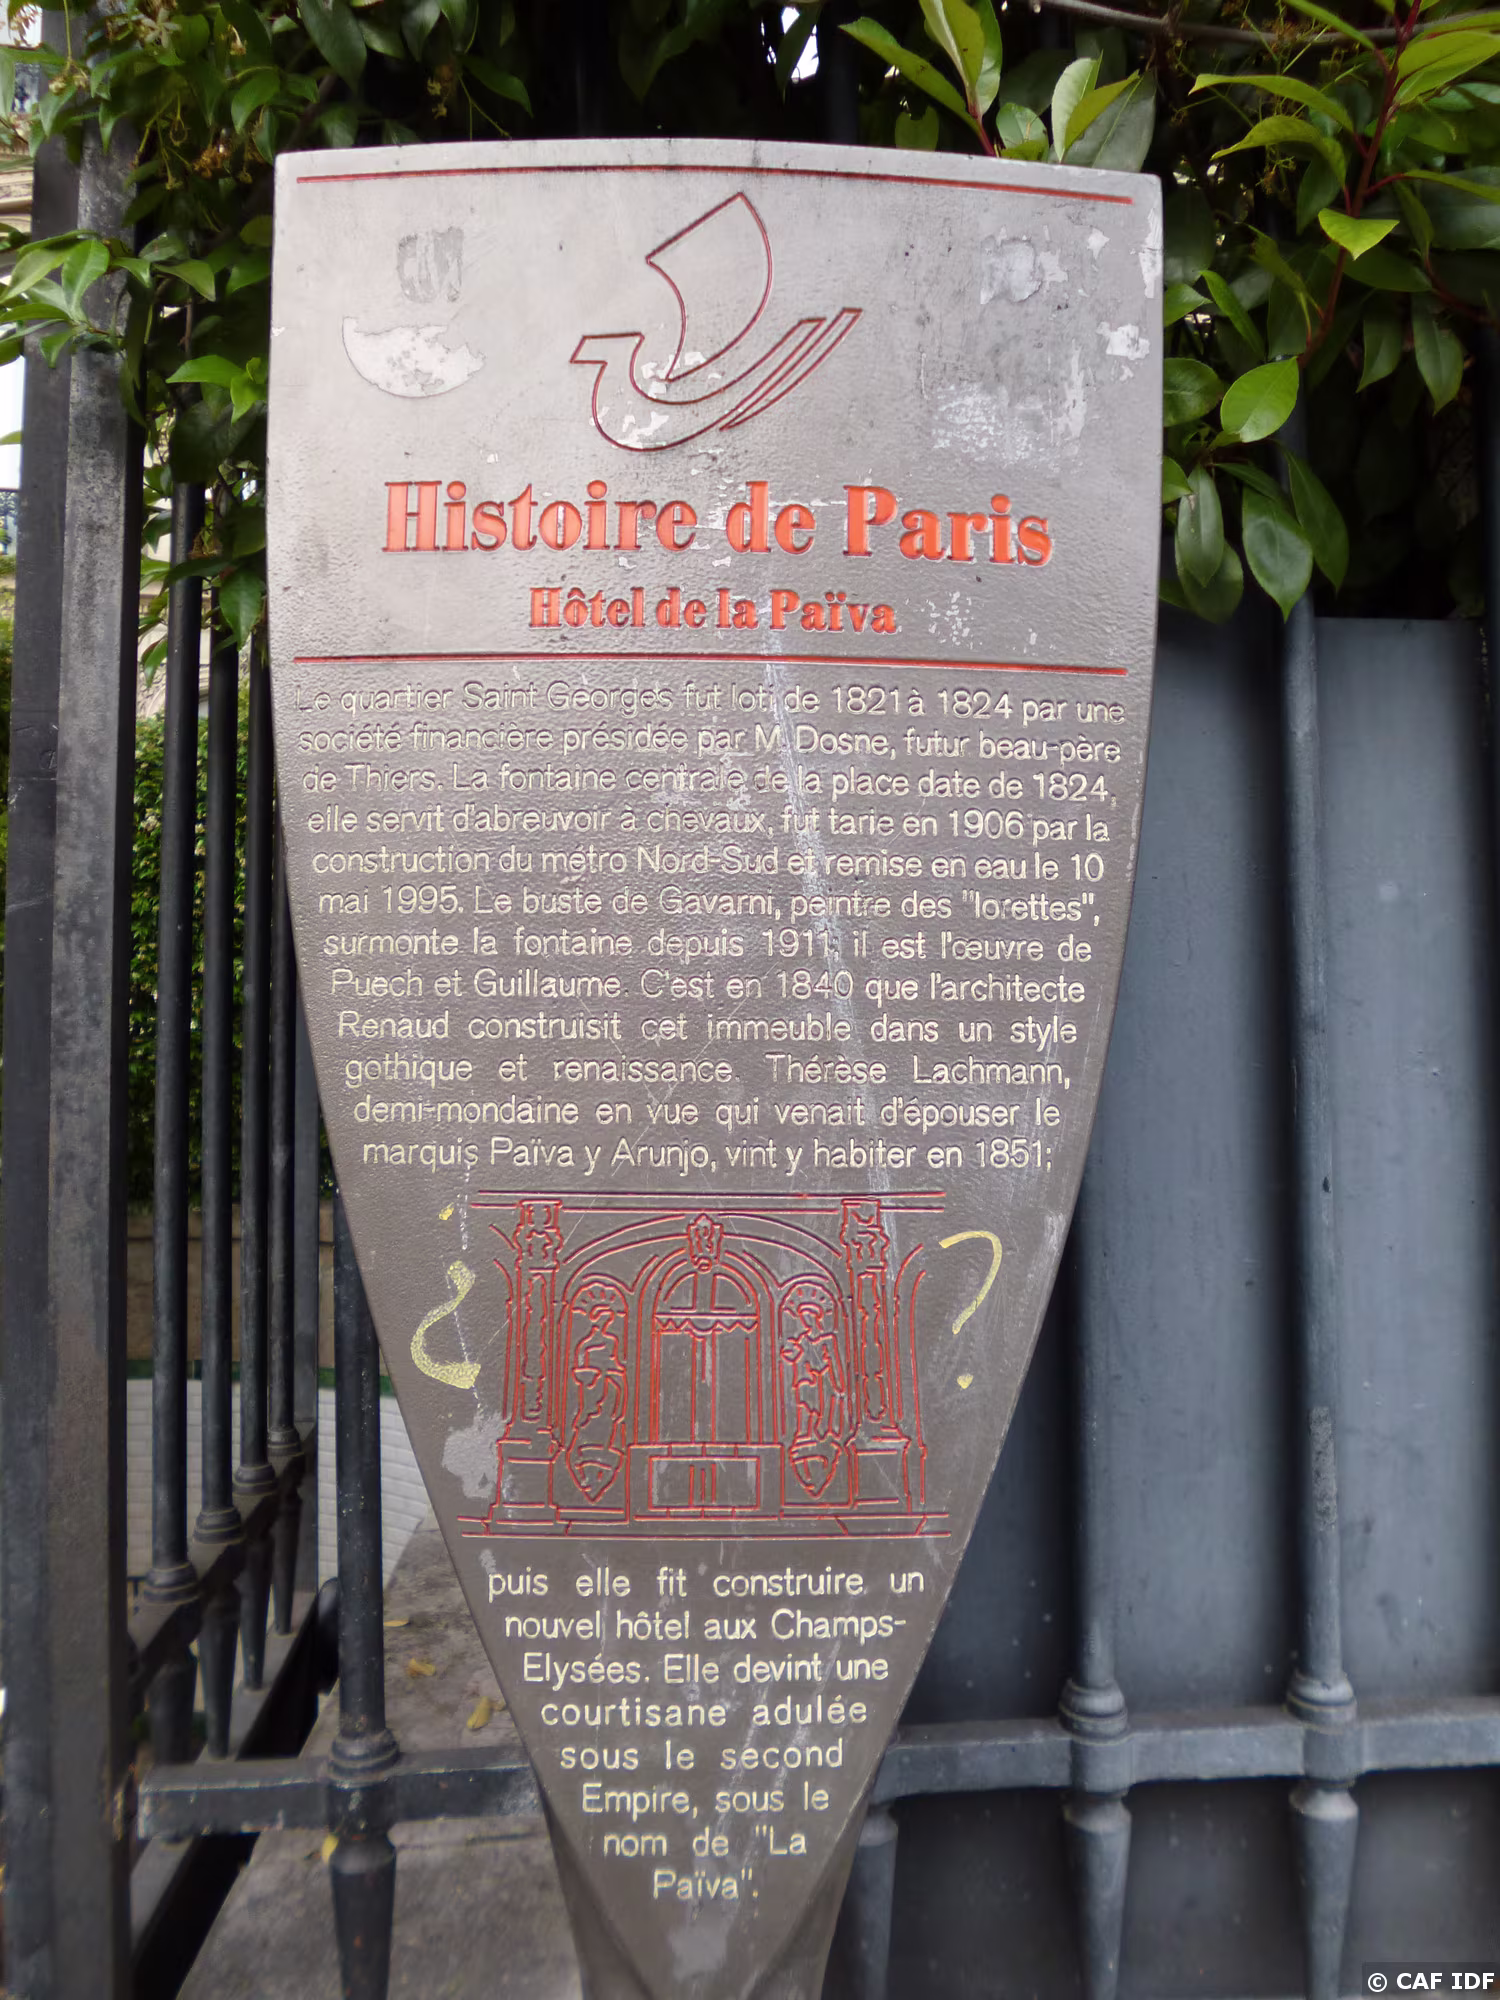 Histoire de Paris
Hôtel de la Païva
Le quartier Saint Georges fut loti de 1821 à 1824 par une
société financière présidée par M. Dosne, futur beau-père
de Thiers. La fontaine centrale de la place date de 1824,
elle servit d'abreuvoir à chevaux, fut tarie en 1906 par la
construction du métro Nord-Sud et remise en eau le 10
mai 1995. Le buste de Gavarni, peintre des "lorettes",
surmonte la fontaine depuis 1911, il est l'œuvre de
Puech et Guillaume. C'est en 1840 que l'architecte
Renaud construisit cet immeuble dans un style
gothique et renaissance. Thérèse Lachmann,
demi-mondaine en vue qui venait d'épouser le
marquis Païva y Arunjo, vint y habiter en 1851;
¿ ?
puis elle fit construire un
nouvel hôtel aux Champs-
Elysées. Elle devint une
courtisane adulée
sous le second
Empire, sous le
nom de "La
Païva".
© CAF IDF